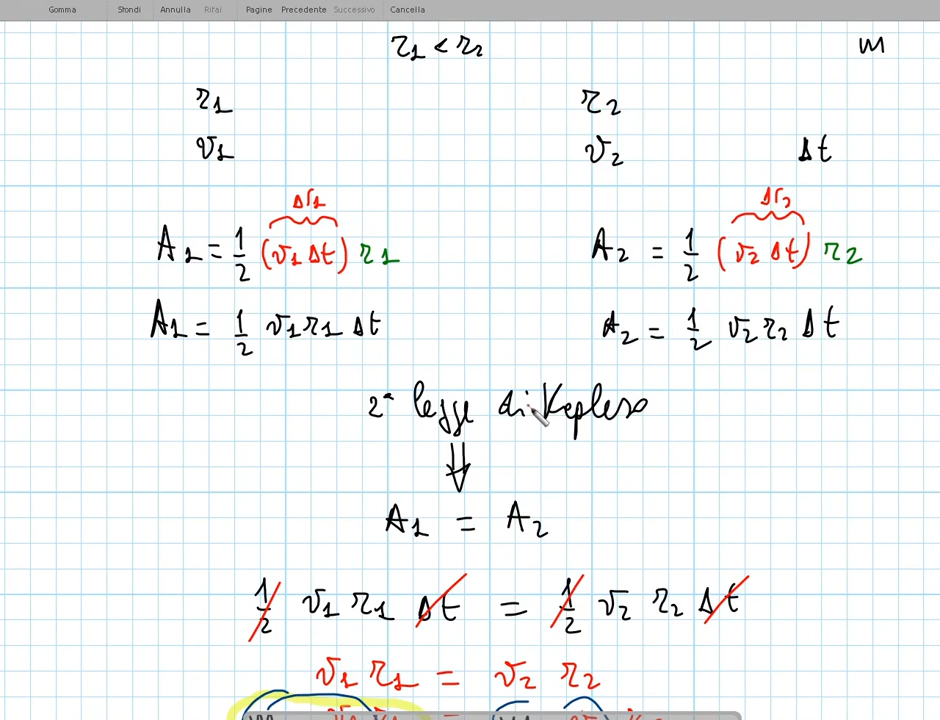 Gomma Sfondi Annulla Rifai Pagine Precedente Successivo Cancella
r1 < r2 m
r1 r2
v1 v2 Δt
Δr1 Δr2
A1 = 1/2 (v1 Δt) r1 A2 = 1/2 (v2 Δt) r2
A1 = 1/2 v1 r1 Δt A2 = 1/2 v2 r2 Δt
2ª legge di Keplero
⇓
A1 = A2
1/2 v1 r1 Δt = 1/2 v2 r2 Δt
v1 r1 = v2 r2